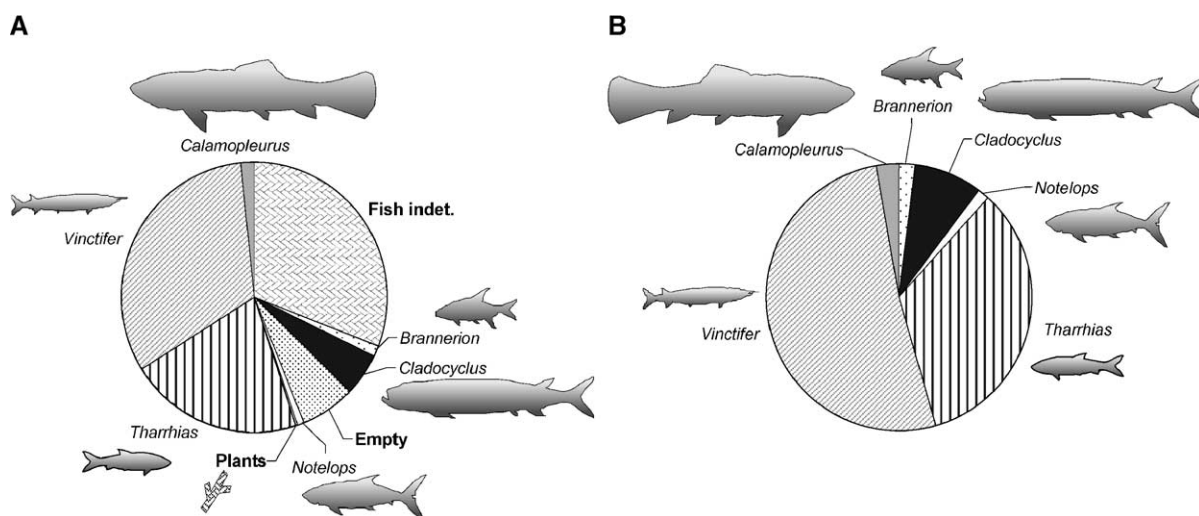 A
Calamopleurus
Fish indet.
Vinctifer
Brannerion
Cladocyclus
Empty
Tharrhias
Plants
Notelops
B
Brannerion
Cladocyclus
Calamopleurus
Notelops
Vinctifer
Tharrhias